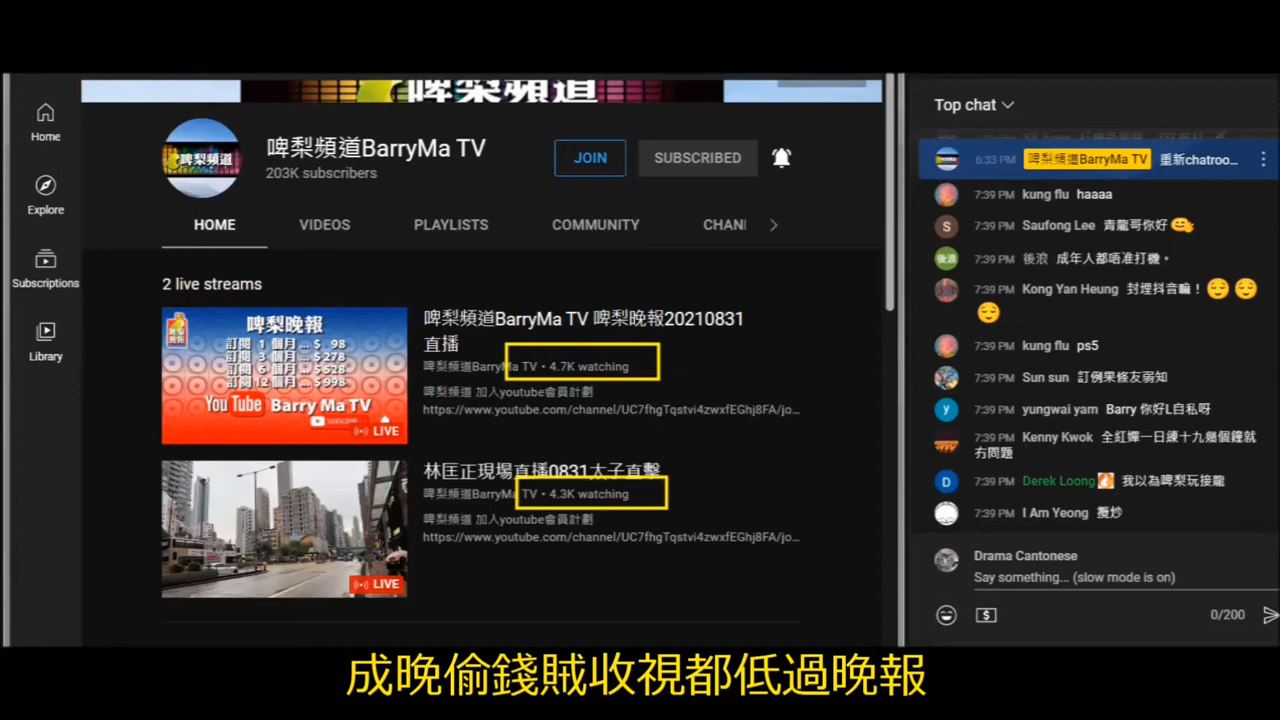 啤梨頻道
Home
Explore
Subscriptions
Library
啤梨頻道
啤梨頻道BarryMa TV
203K subscribers
JOIN
SUBSCRIBED
HOME
VIDEOS
PLAYLISTS
COMMUNITY
CHAN
2 live streams
啤梨晚報
訂閱 1 個月 ... $ 98
訂閱 3 個月 ... $278
訂閱 6 個月 ... $528
訂閱12個月 ... $998
YouTube Barry Ma TV
LIVE
啤梨頻道BarryMa TV 啤梨晚報20210831
直播
啤梨頻道BarryMa TV • 4.7K watching
啤梨頻道 加入youtube會員計劃
https://www.youtube.com/channel/UC7fhgTqstvi4zwxfEGhj8FA/jo...
LIVE
林匡正現場直播0831太子直擊
啤梨頻道BarryMa TV • 4.3K watching
啤梨頻道 加入youtube會員計劃
https://www.youtube.com/channel/UC7fhgTqstvi4zwxfEGhj8FA/jo...
Top chat
6:33 PM 啤梨頻道BarryMa TV 重新chatroo...
7:39 PM kung flu haaaa
S 7:39 PM Saufong Lee 青龍哥你好
後浪 7:39 PM 後浪 成年人都唔准打機。
7:39 PM Kong Yan Heung 封埋抖音嘛！
7:39 PM kung flu ps5
7:39 PM Sun sun 訂例果條友弱知
y 7:39 PM yungwai yam Barry 你好L自私呀
7:39 PM Kenny Kwok 全紅嬋一日練十九幾個鐘就
冇問題
D 7:39 PM Derek Loong 我以為啤梨玩接龍
7:39 PM I Am Yeong 攬炒
Drama Cantonese
Say something... (slow mode is on)
0/200
成晚偷錢賊收視都低過晚報